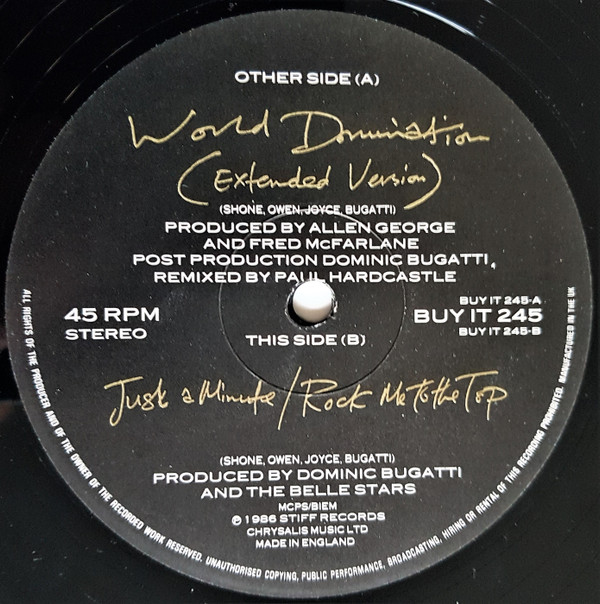 OTHER SIDE (A)
World Domination
(Extended Version)
(SHONE, OWEN, JOYCE, BUGATTI)
PRODUCED BY ALLEN GEORGE
AND FRED McFARLANE
POST PRODUCTION DOMINIC BUGATTI,
REMIXED BY PAUL HARDCASTLE
45 RPM
STEREO
BUY IT 245-A
BUY IT 245
BUY IT 245-B
THIS SIDE (B)
Just a Minute / Rock Me To the Top
(SHONE, OWEN, JOYCE, BUGATTI)
PRODUCED BY DOMINIC BUGATTI
AND THE BELLE STARS
MCPS/BIEM
℗ 1986 STIFF RECORDS
CHRYSALIS MUSIC LTD
MADE IN ENGLAND
ALL RIGHTS OF THE PRODUCER AND OF THE OWNER OF THE RECORDED WORK RESERVED. UNAUTHORISED COPYING, PUBLIC PERFORMANCE, BROADCASTING, HIRING OR RENTAL OF THIS RECORDING PROHIBITED. MANUFACTURED IN THE UK